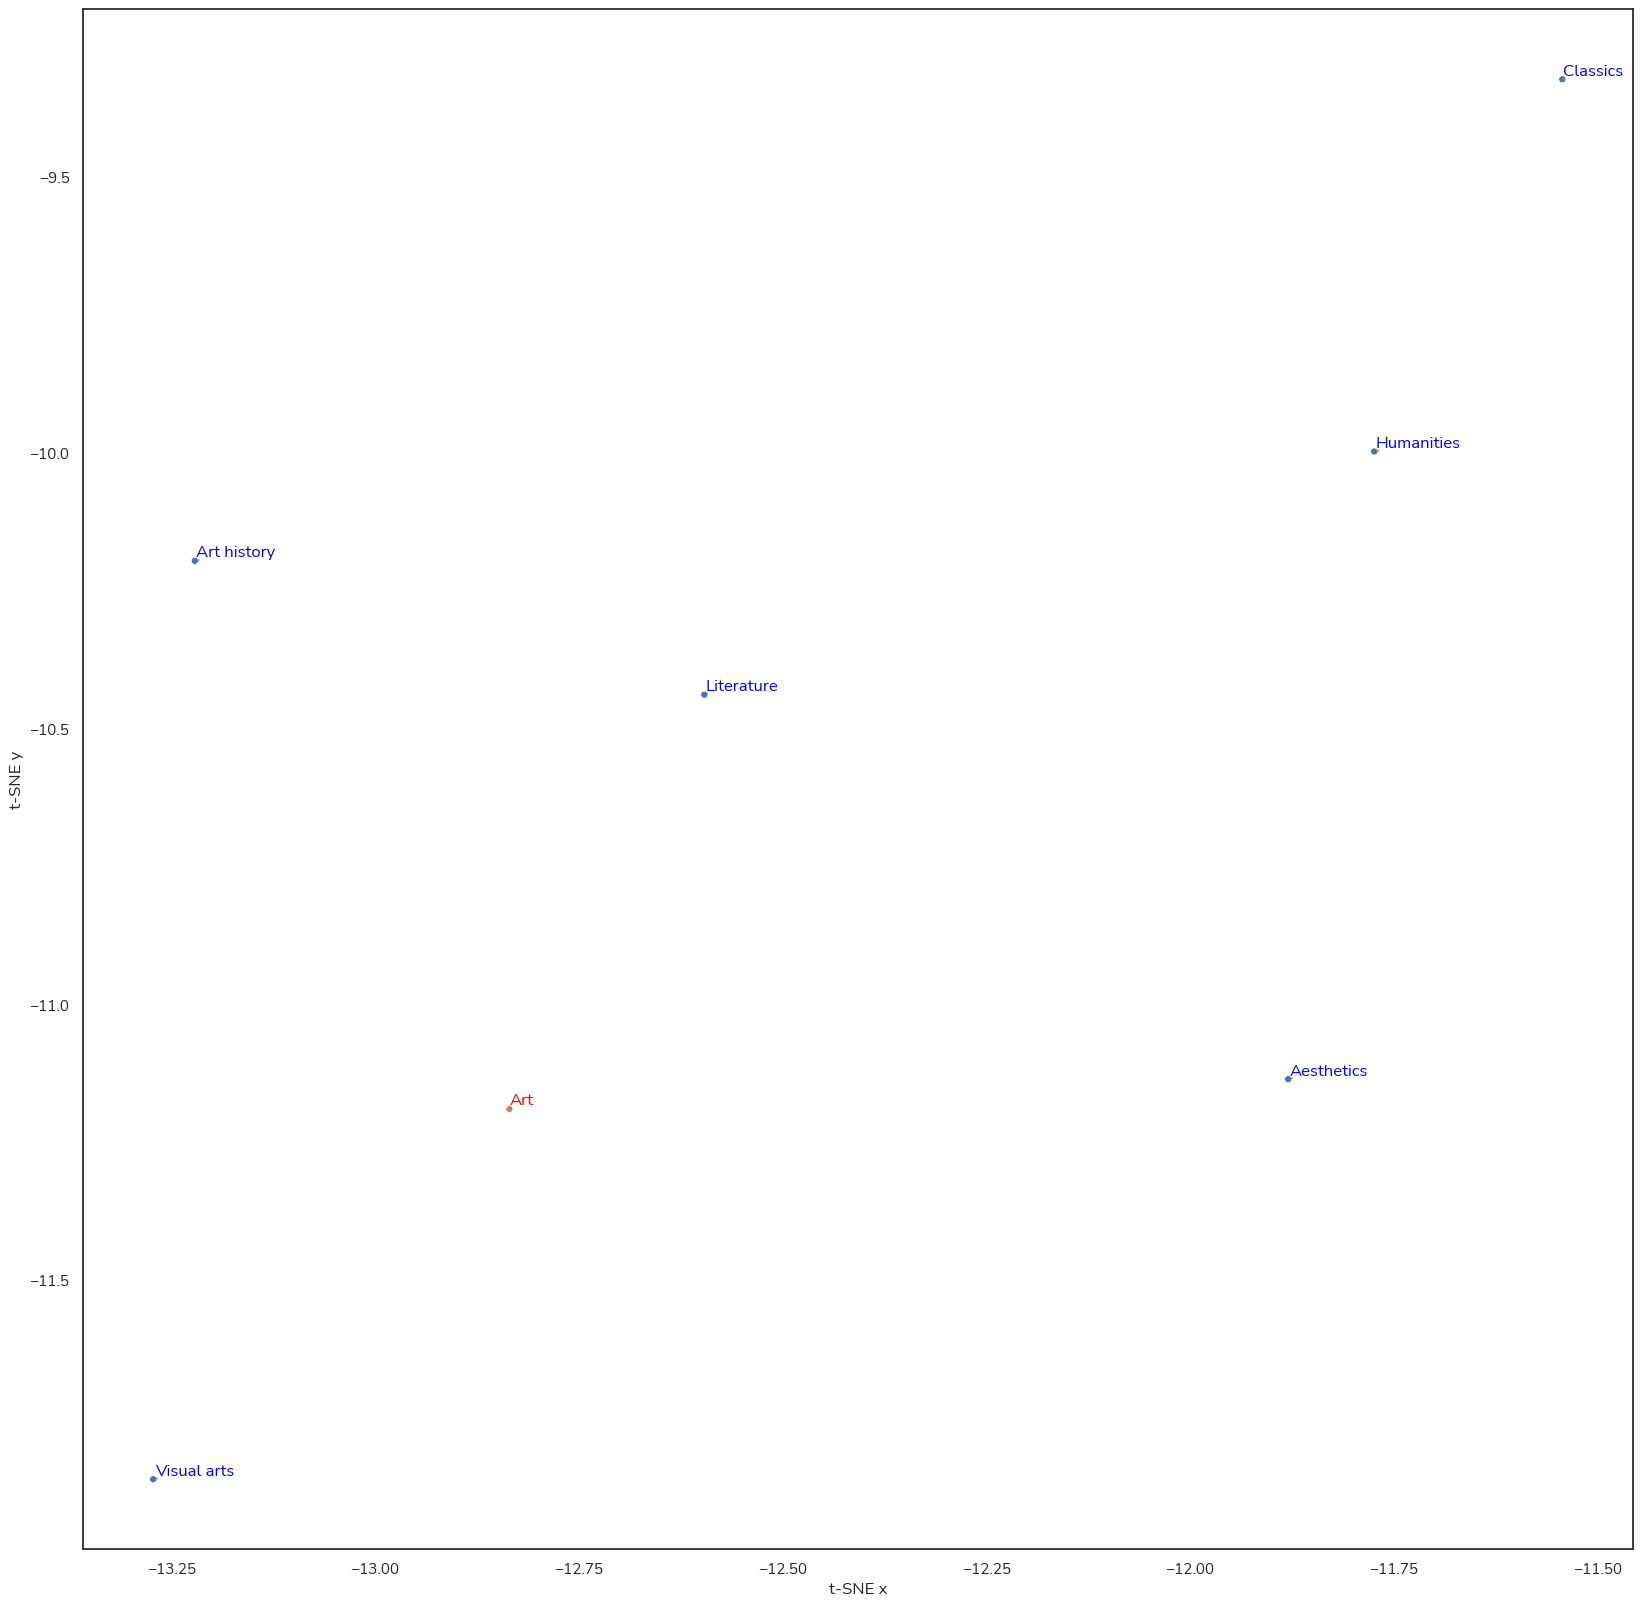 Classics
−9.5
Humanities
−10.0
Art history
Literature
−10.5
t-SNE y
−11.0
Aesthetics
Art
−11.5
Visual arts
−13.25
−13.00
−12.75
−12.50
−12.25
−12.00
−11.75
−11.50
t-SNE x